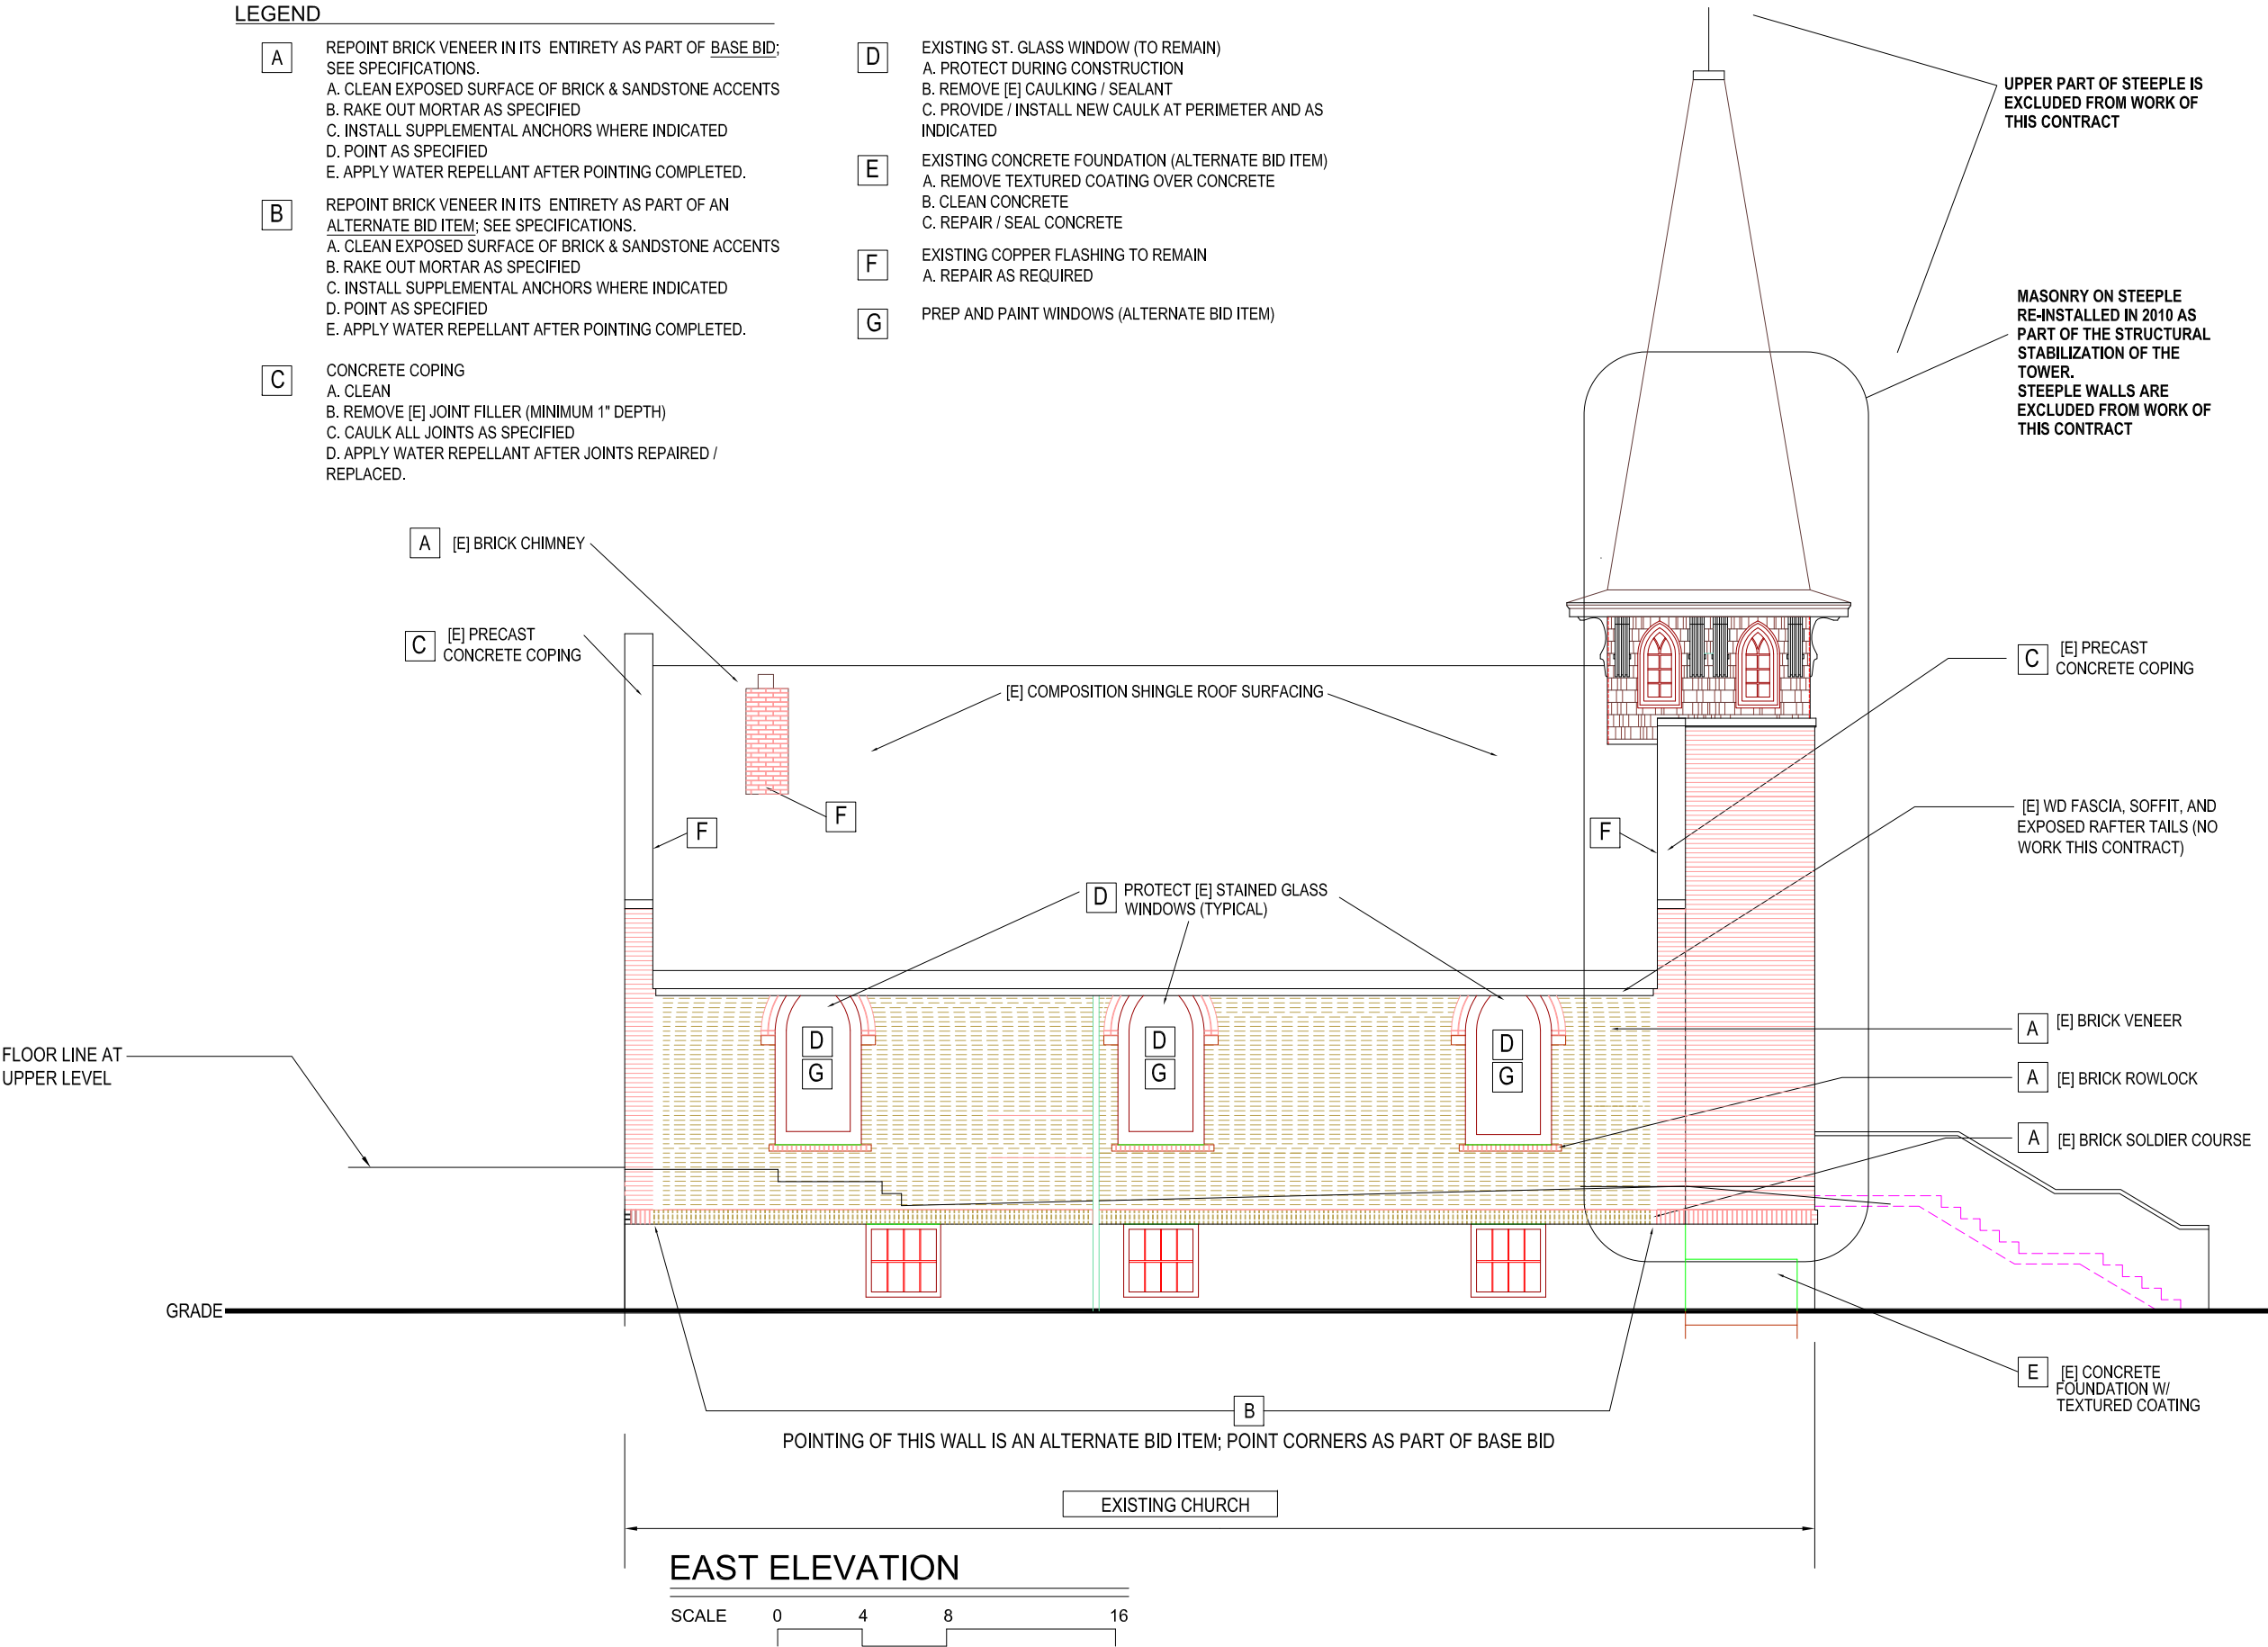 LEGEND
A
REPOINT BRICK VENEER IN ITS ENTIRETY AS PART OF BASE BID;
SEE SPECIFICATIONS.
A. CLEAN EXPOSED SURFACE OF BRICK & SANDSTONE ACCENTS
B. RAKE OUT MORTAR AS SPECIFIED
C. INSTALL SUPPLEMENTAL ANCHORS WHERE INDICATED
D. POINT AS SPECIFIED
E. APPLY WATER REPELLANT AFTER POINTING COMPLETED.
B
REPOINT BRICK VENEER IN ITS ENTIRETY AS PART OF AN
ALTERNATE BID ITEM; SEE SPECIFICATIONS.
A. CLEAN EXPOSED SURFACE OF BRICK & SANDSTONE ACCENTS
B. RAKE OUT MORTAR AS SPECIFIED
C. INSTALL SUPPLEMENTAL ANCHORS WHERE INDICATED
D. POINT AS SPECIFIED
E. APPLY WATER REPELLANT AFTER POINTING COMPLETED.
C
CONCRETE COPING
A. CLEAN
B. REMOVE [E] JOINT FILLER (MINIMUM 1" DEPTH)
C. CAULK ALL JOINTS AS SPECIFIED
D. APPLY WATER REPELLANT AFTER JOINTS REPAIRED /
REPLACED.
D
EXISTING ST. GLASS WINDOW (TO REMAIN)
A. PROTECT DURING CONSTRUCTION
B. REMOVE [E] CAULKING / SEALANT
C. PROVIDE / INSTALL NEW CAULK AT PERIMETER AND AS
INDICATED
E
EXISTING CONCRETE FOUNDATION (ALTERNATE BID ITEM)
A. REMOVE TEXTURED COATING OVER CONCRETE
B. CLEAN CONCRETE
C. REPAIR / SEAL CONCRETE
F
EXISTING COPPER FLASHING TO REMAIN
A. REPAIR AS REQUIRED
G
PREP AND PAINT WINDOWS (ALTERNATE BID ITEM)
UPPER PART OF STEEPLE IS
EXCLUDED FROM WORK OF
THIS CONTRACT
MASONRY ON STEEPLE
RE-INSTALLED IN 2010 AS
PART OF THE STRUCTURAL
STABILIZATION OF THE
TOWER.
STEEPLE WALLS ARE
EXCLUDED FROM WORK OF
THIS CONTRACT
A [E] BRICK CHIMNEY
C [E] PRECAST
CONCRETE COPING
[E] COMPOSITION SHINGLE ROOF SURFACING
C [E] PRECAST
CONCRETE COPING
F
F
F
[E] WD FASCIA, SOFFIT, AND
EXPOSED RAFTER TAILS (NO
WORK THIS CONTRACT)
D PROTECT [E] STAINED GLASS
WINDOWS (TYPICAL)
D
G
D
G
D
G
A [E] BRICK VENEER
FLOOR LINE AT
UPPER LEVEL
A [E] BRICK ROWLOCK
A [E] BRICK SOLDIER COURSE
GRADE
E [E] CONCRETE
FOUNDATION W/
TEXTURED COATING
B
POINTING OF THIS WALL IS AN ALTERNATE BID ITEM; POINT CORNERS AS PART OF BASE BID
EXISTING CHURCH
EAST ELEVATION
SCALE 0 4 8 16